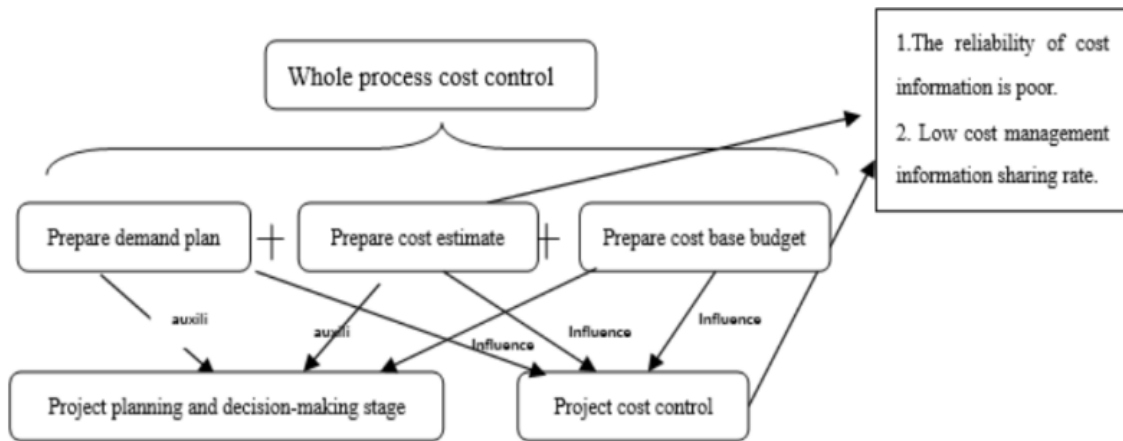 Whole process cost control
1.The reliability of cost
information is poor.
2. Low cost management
information sharing rate.
Prepare demand plan
+
Prepare cost estimate
+
Prepare cost base budget
auxili
auxili
Influence
Influence
Influence
Project planning and decision-making stage
Project cost control